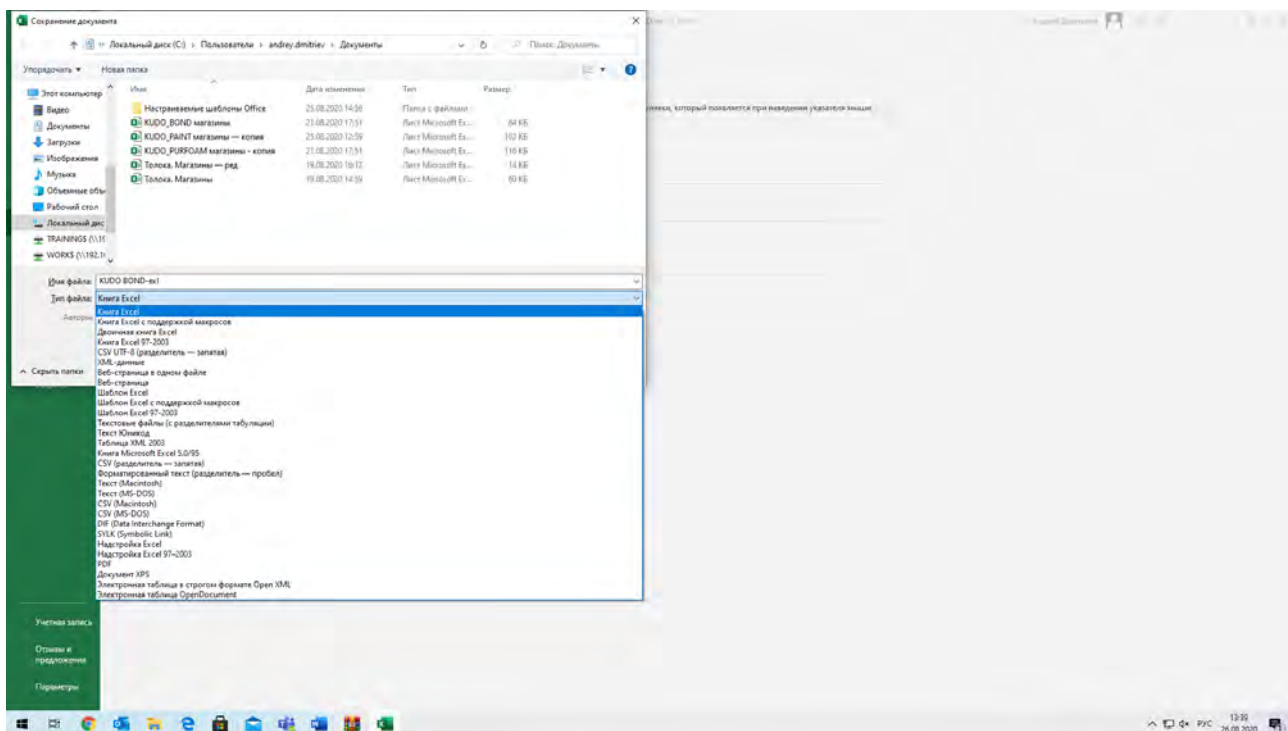 Сохранение документа
Локальный диск (C:) › Пользователи › andrey.dmitriev › Документы
Поиск: Документы
Упорядочить
Новая папка
Имя
Дата изменения
Тип
Размер
Этот компьютер
Видео
Документы
Загрузки
Изображения
Музыка
Объемные объе
Рабочий стол
Локальный дис
TRAININGS (\\19
WORKS (\\192.1
Настраиваемые шаблоны Office
Папка с файлами
KUDO_BOND магазины
21.08.2020 17:51
Лист Microsoft Ex...
64 КБ
KUDO_PAINT магазины — копия
25.08.2020 12:59
Лист Microsoft Ex...
102 КБ
KUDO_PURFOAM магазины - копия
21.08.2020 17:51
Лист Microsoft Ex...
116 КБ
Толока. Магазины — ред
Лист Microsoft Ex...
14 КБ
Толока. Магазины
19.08.2020 14:59
Лист Microsoft Ex...
60 КБ
который появляется при наведении указателя мыши
Имя файла:
KUDO BOND-ex1
Тип файла:
Книга Excel
Авторы
Скрыть папки
Книга Excel
Книга Excel с поддержкой макросов
Двоичная книга Excel
Книга Excel 97-2003
CSV UTF-8 (разделитель — запятая)
XML-данные
Веб-страница в одном файле
Веб-страница
Шаблон Excel
Шаблон Excel с поддержкой макросов
Шаблон Excel 97-2003
Текстовые файлы (с разделителями табуляции)
Текст Юникод
Таблица XML 2003
Книга Microsoft Excel 5.0/95
CSV (разделитель — запятая)
Форматированный текст (разделитель — пробел)
Текст (Macintosh)
Текст (MS-DOS)
CSV (Macintosh)
CSV (MS-DOS)
DIF (Data Interchange Format)
SYLK (Symbolic Link)
Надстройка Excel
Надстройка Excel 97-2003
PDF
Документ XPS
Электронная таблица в строгом формате Open XML
Электронная таблица OpenDocument
Учетная запись
Отзывы и
предложения
Параметры
РУС
13:39
26.08.2020